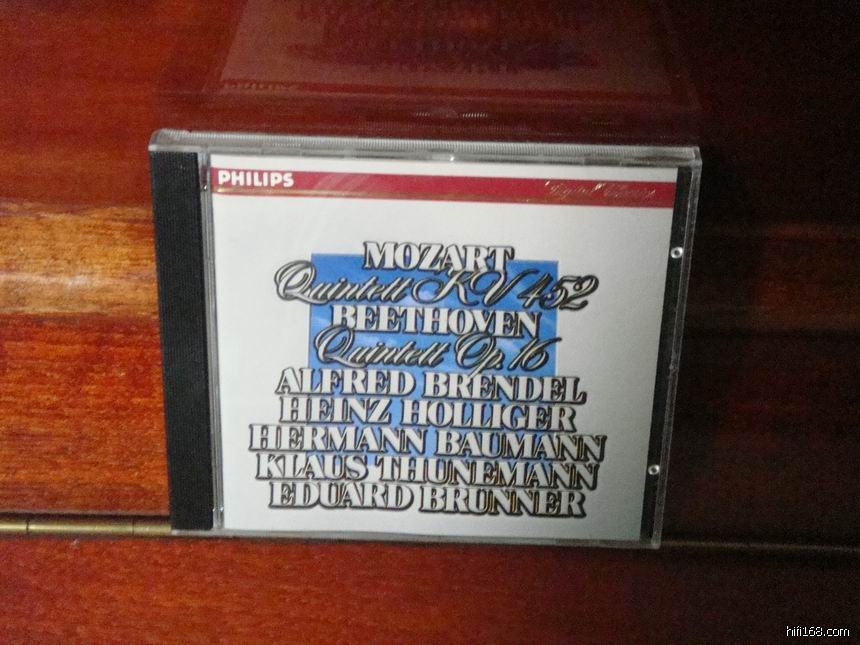 PHILIPS
"Digital" Classics
MOZART
Quintett KV 452
BEETHOVEN
Quintett Op. 16
ALFRED BRENDEL
HEINZ HOLLIGER
HERMANN BAUMANN
KLAUS THUNEMANN
EDUARD BRUNNER
hifi168.com